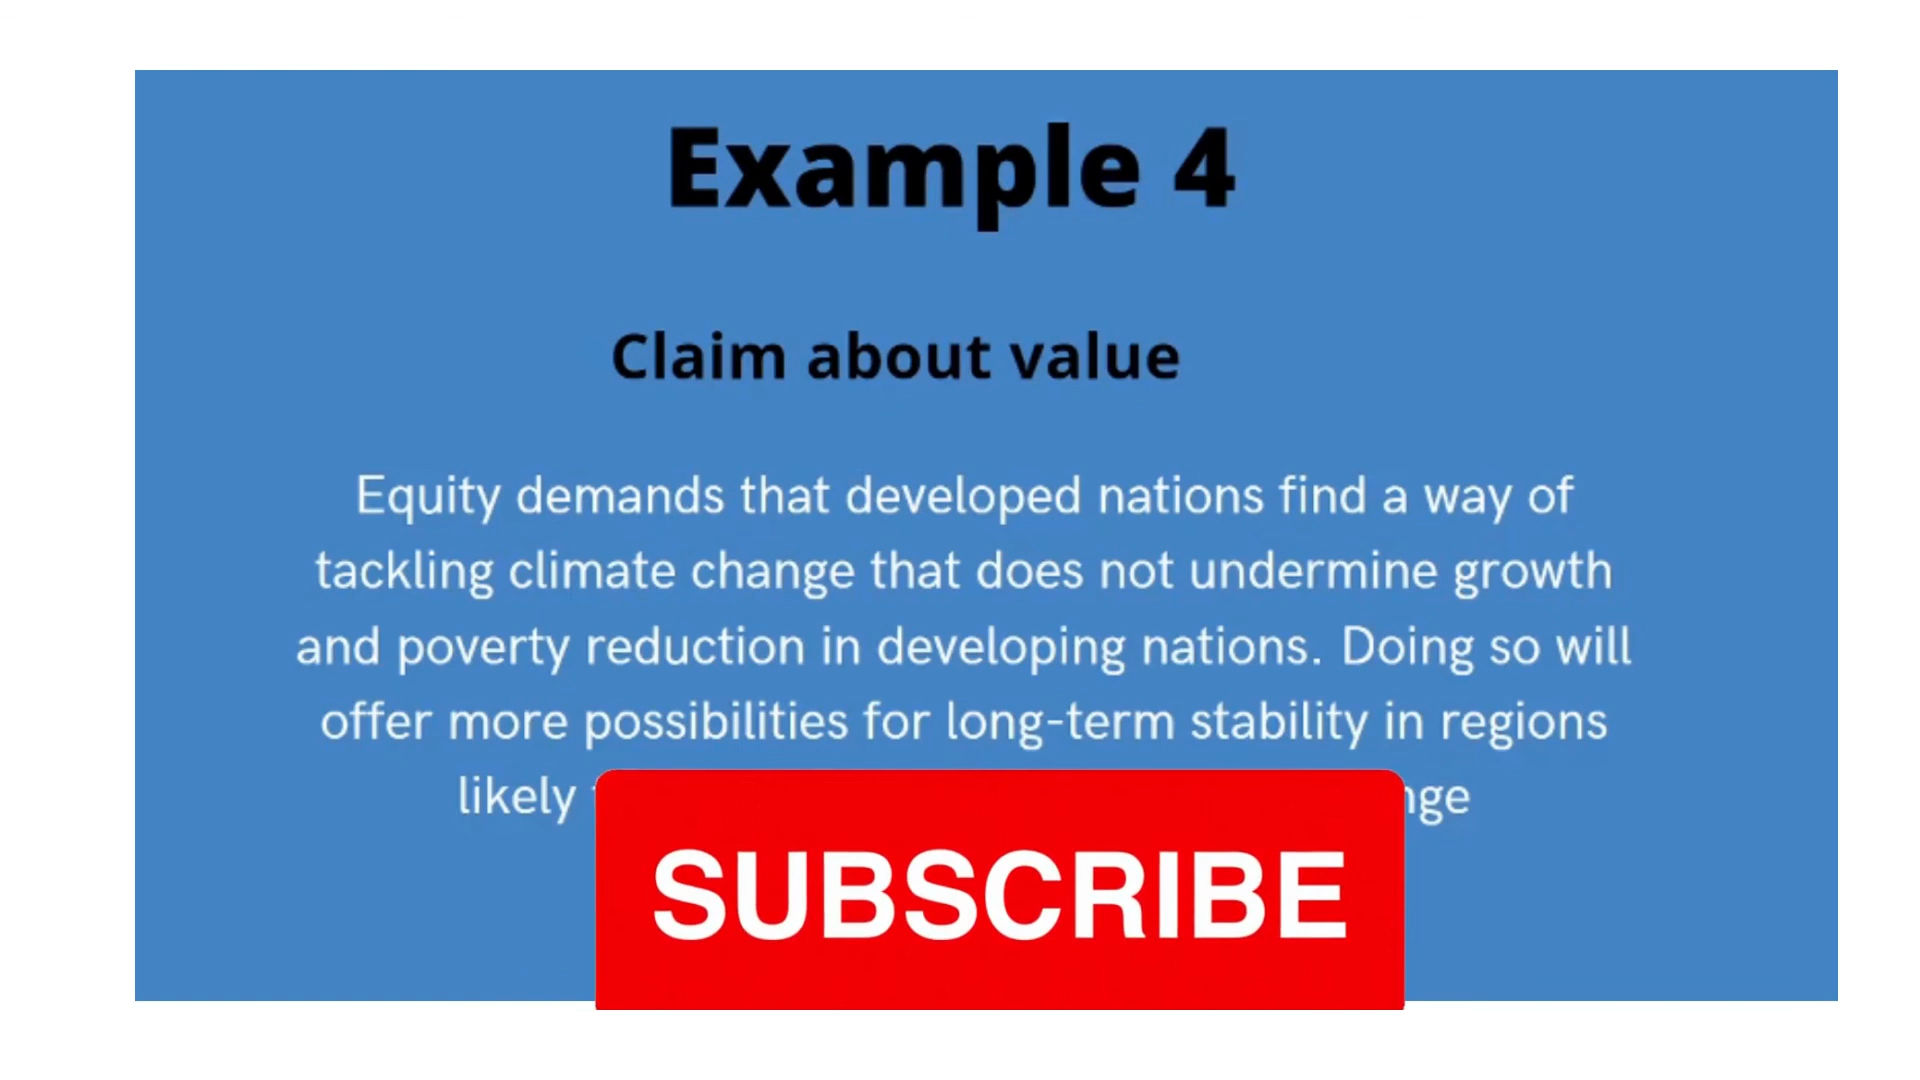 Example 4
Claim about value
Equity demands that developed nations find a way of
tackling climate change that does not undermine growth
and poverty reduction in developing nations. Doing so will
offer more possibilities for long-term stability in regions
likely
SUBSCRIBE